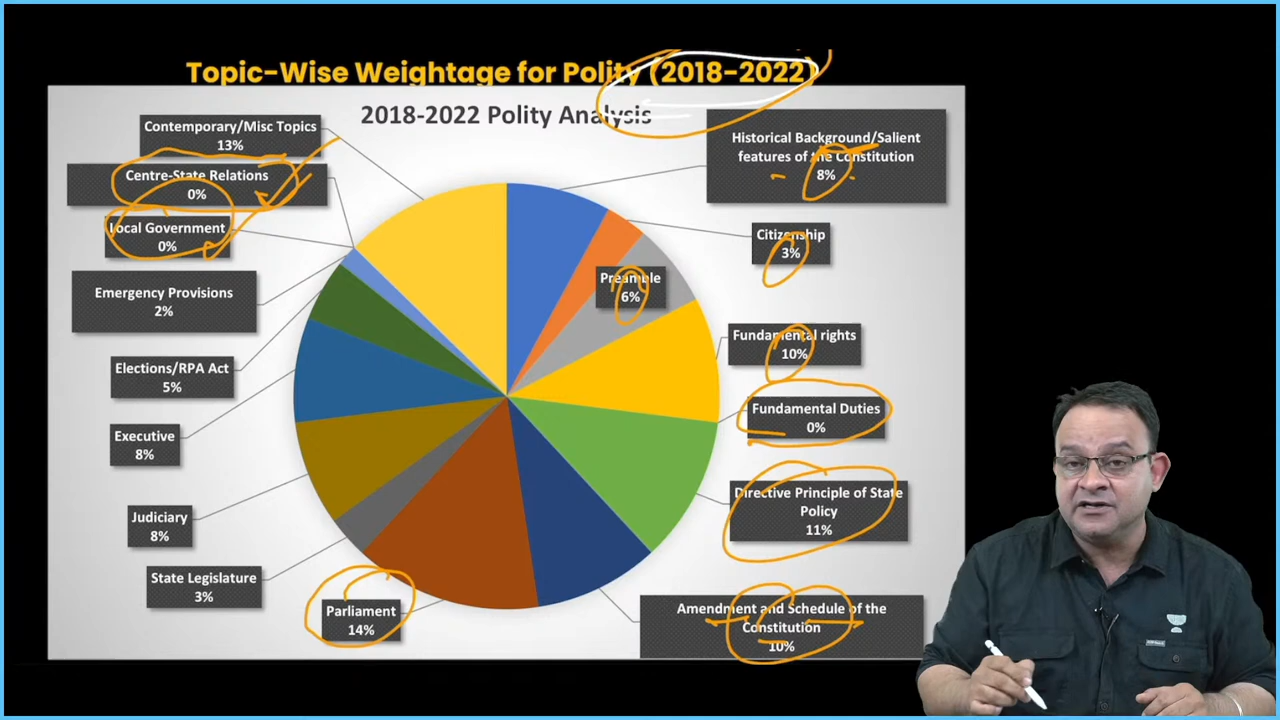 Topic-Wise Weightage for Polity (2018-2022)
2018-2022 Polity Analysis
Contemporary/Misc Topics
13%
Centre-State Relations
0%
Local Government
0%
Emergency Provisions
2%
Elections/RPA Act
5%
Executive
8%
Judiciary
8%
State Legislature
3%
Parliament
14%
Historical Background/Salient
features of the Constitution
8%
Citizenship
3%
Preamble
6%
Fundamental rights
10%
Fundamental Duties
0%
Directive Principle of State
Policy
11%
Amendment and Schedule of the
Constitution
10%